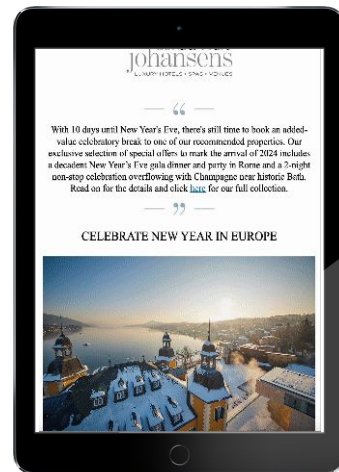 johansens
LUXURY HOTELS • SPAS • VENUES
“
With 10 days until New Year's Eve, there's still time to book an added-
value celebratory break to one of our recommended properties. Our
exclusive selection of special offers to mark the arrival of 2024 includes
a decadent New Year's Eve gala dinner and party in Rome and a 2-night
non-stop celebration overflowing with Champagne near historic Bath.
Read on for the details and click here for our full collection.
”
CELEBRATE NEW YEAR IN EUROPE